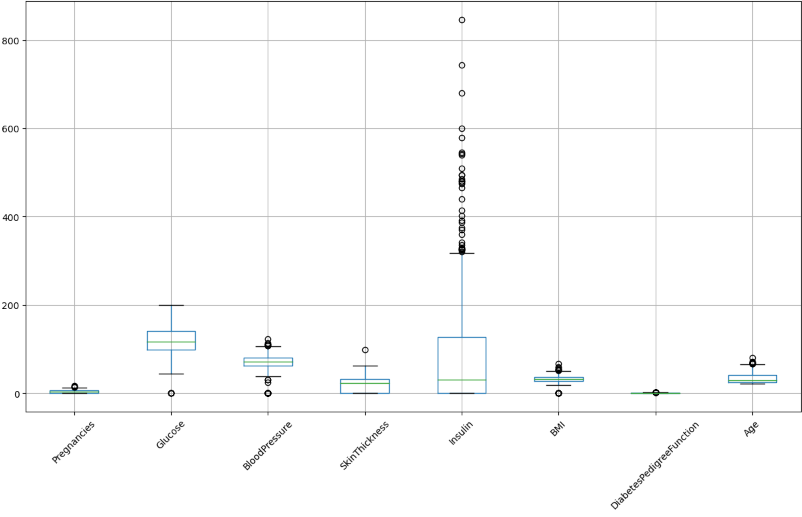 800
600
400
200
0
Pregnancies
Glucose
BloodPressure
SkinThickness
Insulin
BMI
DiabetesPedigreeFunction
Age